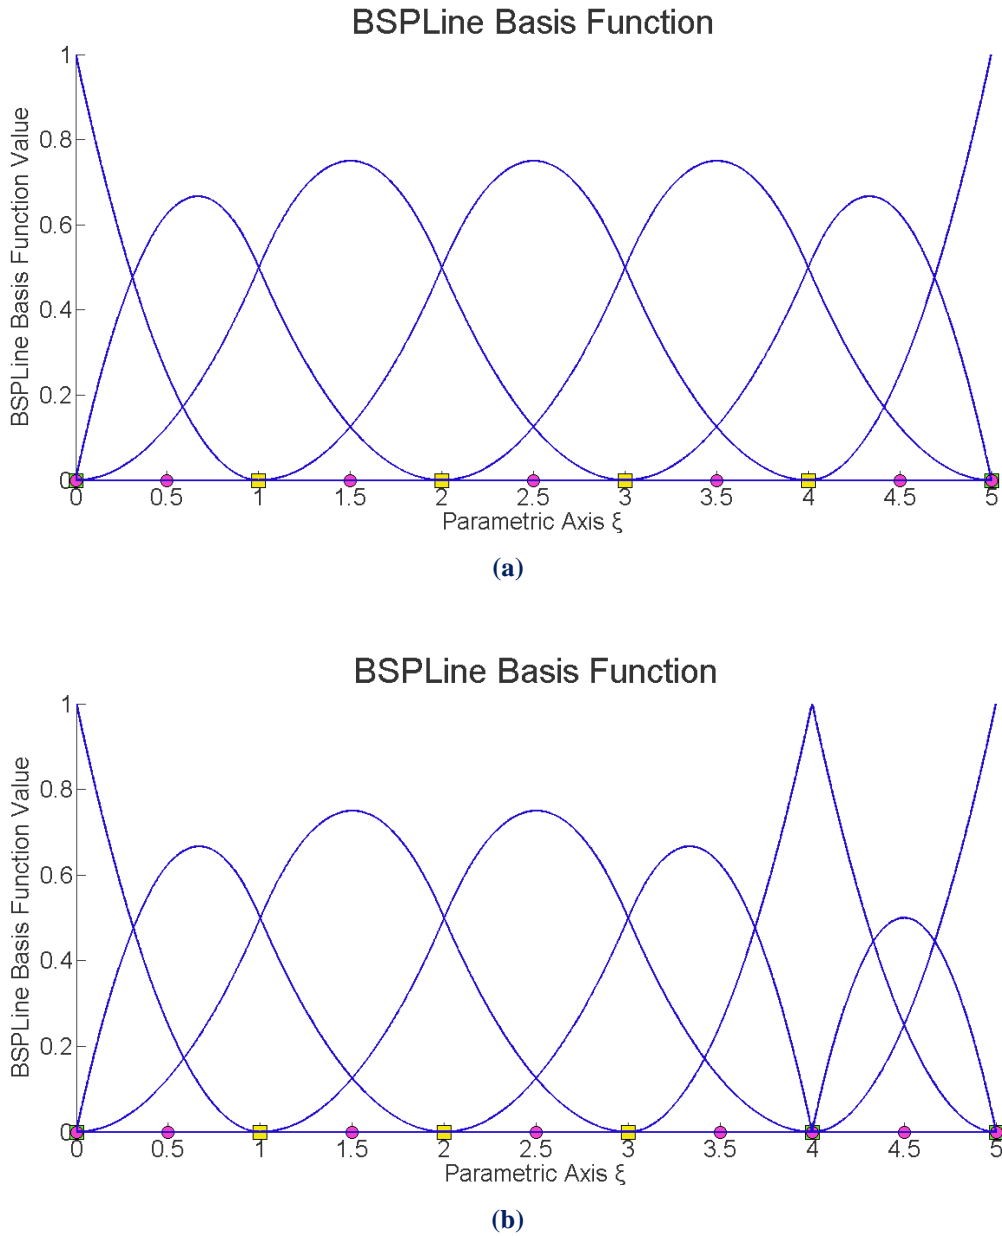 BSPLine Basis Function
BSPLine Basis Function Value
1
0.8
0.6
0.4
0.2
0
0 0.5 1 1.5 2 2.5 3 3.5 4 4.5 5
Parametric Axis ξ
(a)
BSPLine Basis Function
BSPLine Basis Function Value
1
0.8
0.6
0.4
0.2
0
0 0.5 1 1.5 2 2.5 3 3.5 4 4.5 5
Parametric Axis ξ
(b)